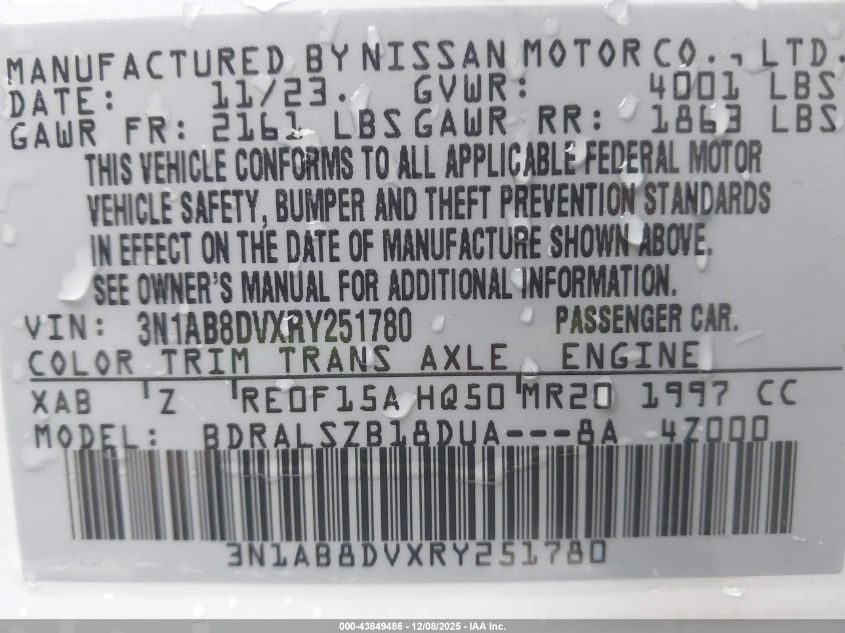 MANUFACTURED BY NISSAN MOTOR CO., LTD.
DATE: 11/23. GVWR: 4001 LBS
GAWR FR: 2161 LBS GAWR RR: 1863 LBS
THIS VEHICLE CONFORMS TO ALL APPLICABLE FEDERAL MOTOR
VEHICLE SAFETY, BUMPER AND THEFT PREVENTION STANDARDS
IN EFFECT ON THE DATE OF MANUFACTURE SHOWN ABOVE.
SEE OWNER'S MANUAL FOR ADDITIONAL INFORMATION.
VIN: 3N1AB8DVXRY251780 PASSENGER CAR.
COLOR TRIM TRANS AXLE ENGINE
XAB Z RE0F15A HQ50 MR20 1997 CC
MODEL: BDRALSZB18DUA---8A 4Z000
3N1AB8DVXRY251780
000-43849486 - 12/08/2025 - IAA Inc.